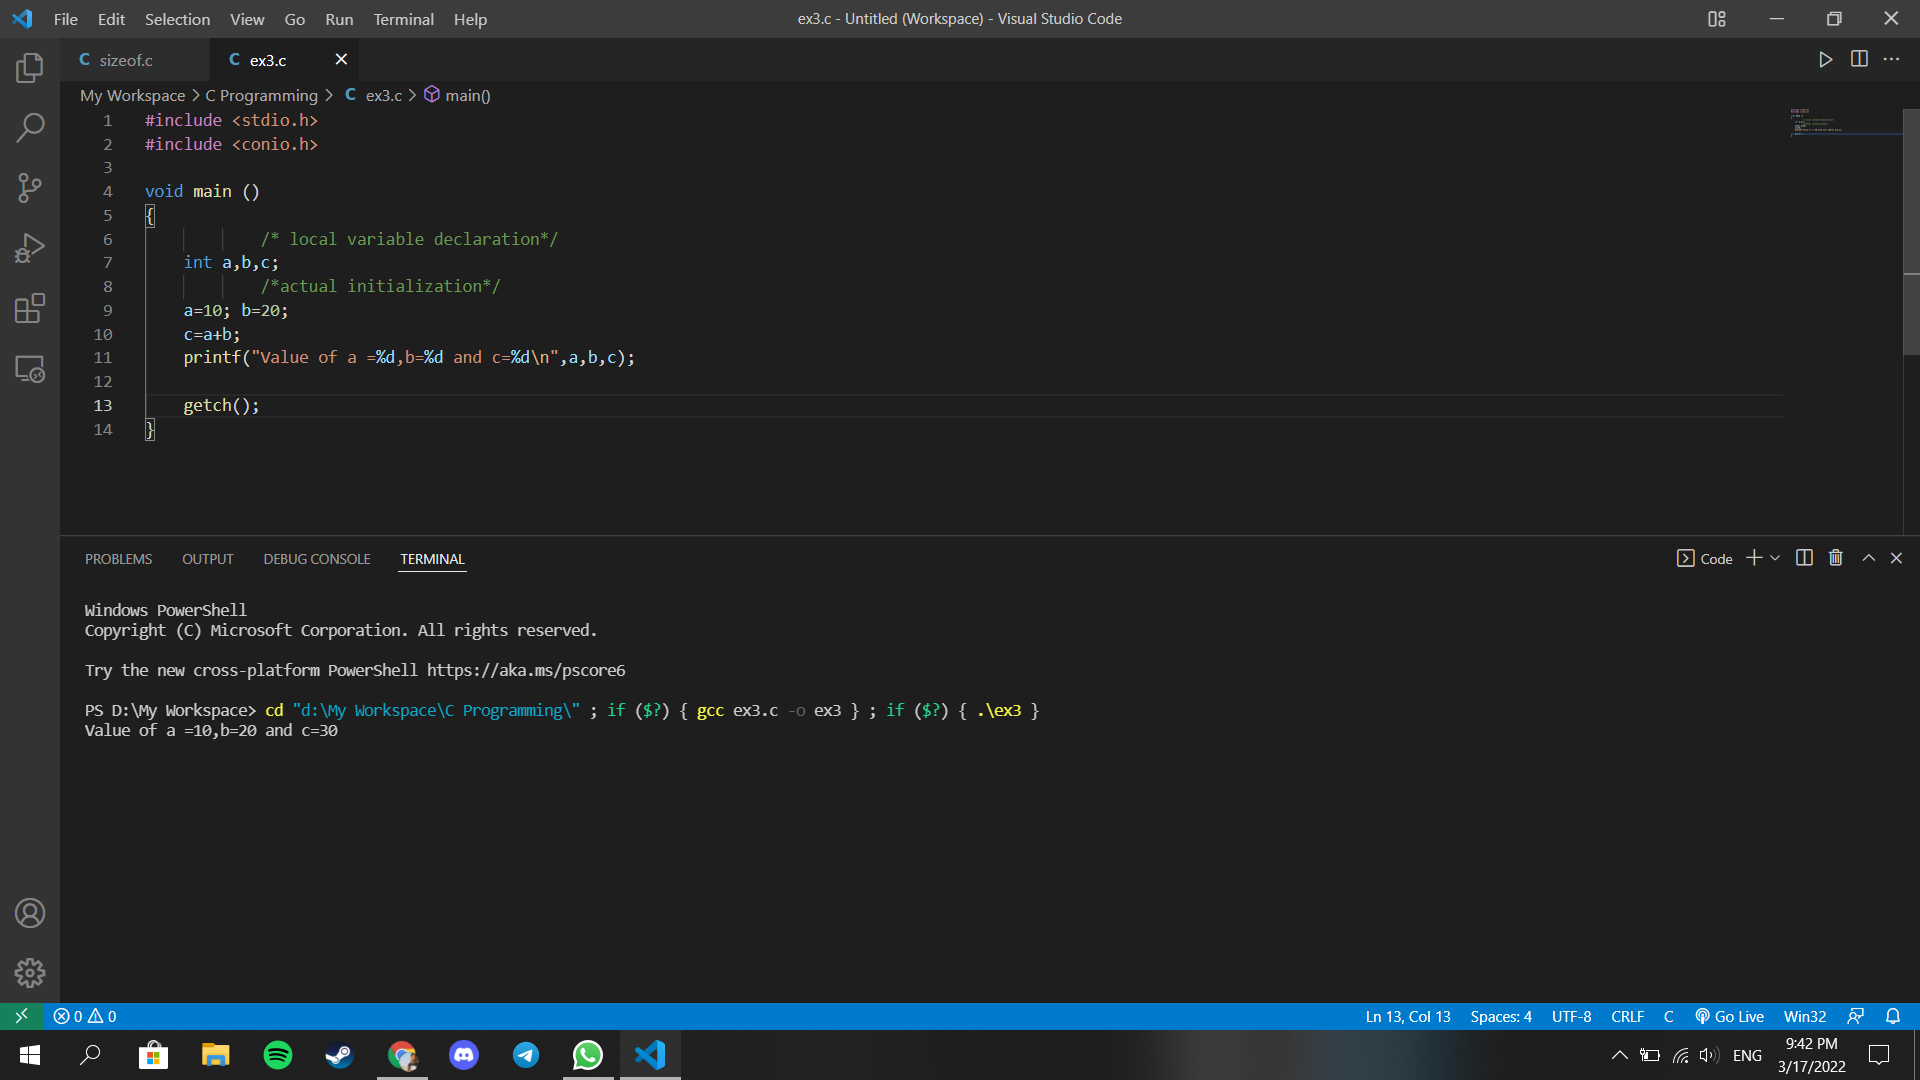 File Edit Selection View Go Run Terminal Help
ex3.c - Untitled (Workspace) - Visual Studio Code
C sizeof.c
C ex3.c
My Workspace > C Programming > C ex3.c > main()
1 #include <stdio.h>
2 #include <conio.h>
3
4 void main ()
5 {
6 /* local variable declaration*/
7 int a,b,c;
8 /*actual initialization*/
9 a=10; b=20;
10 c=a+b;
11 printf("Value of a =%d,b=%d and c=%d\n",a,b,c);
12
13 getch();
14 }
PROBLEMS OUTPUT DEBUG CONSOLE TERMINAL
Code
Windows PowerShell
Copyright (C) Microsoft Corporation. All rights reserved.
Try the new cross-platform PowerShell https://aka.ms/pscore6
PS D:\My Workspace> cd "d:\My Workspace\C Programming\" ; if ($?) { gcc ex3.c -o ex3 } ; if ($?) { .\ex3 }
Value of a =10,b=20 and c=30
0 0
Ln 13, Col 13 Spaces: 4 UTF-8 CRLF C Go Live Win32
ENG
9:42 PM
3/17/2022